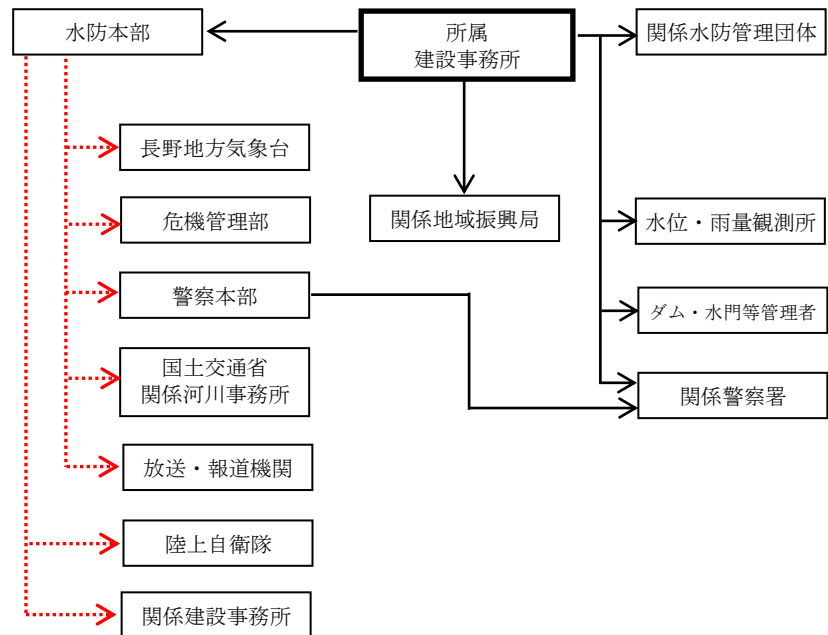 水防本部
所属
建設事務所
関係水防管理団体
長野地方気象台
危機管理部
関係地域振興局
水位・雨量観測所
警察本部
ダム・水門等管理者
国土交通省
関係河川事務所
関係警察署
放送・報道機関
陸上自衛隊
関係建設事務所